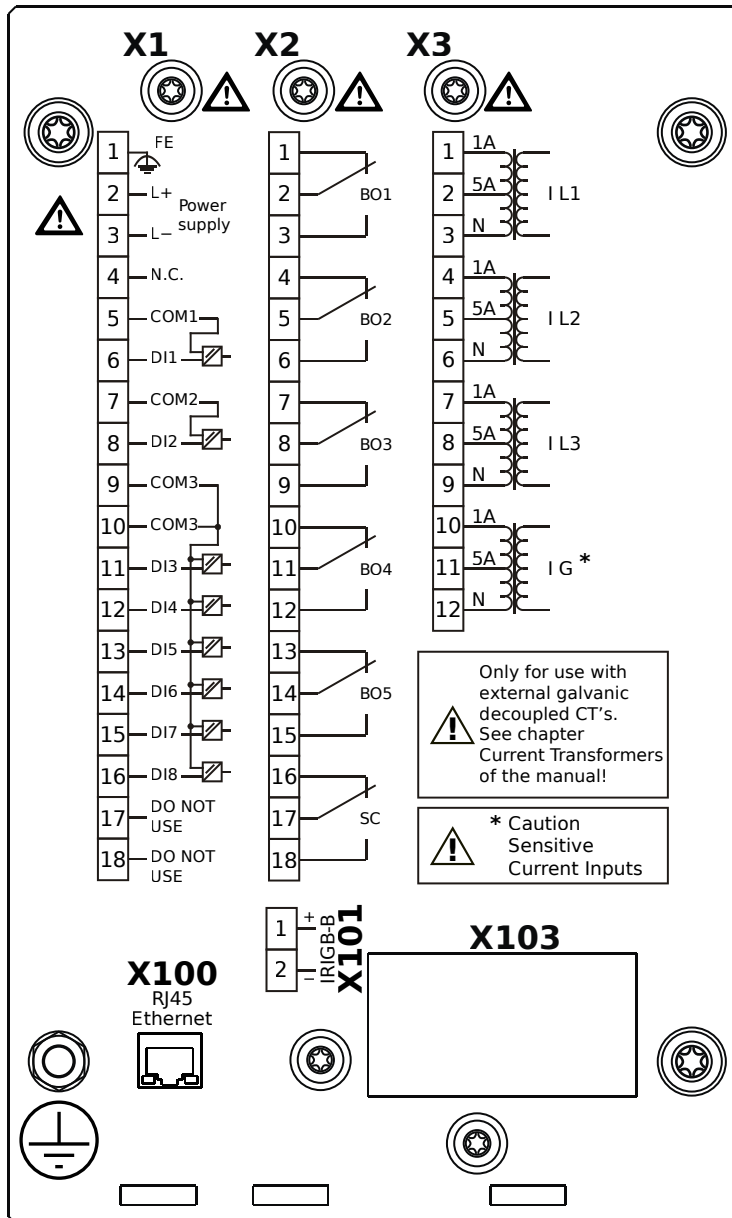 X1
X2
X3
1
FE
2
L+
Power
supply
3
L−
4
N.C.
5
COM1
6
DI1
7
COM2
8
DI2
9
COM3
10
COM3
11
DI3
12
DI4
13
DI5
14
DI6
15
DI7
16
DI8
17
DO NOT
USE
18
DO NOT
USE
1
2
BO1
3
4
5
BO2
6
7
8
BO3
9
10
11
BO4
12
13
14
BO5
15
16
17
SC
18
1
1A
2
5A
I L1
3
N
4
1A
5
5A
I L2
6
N
7
1A
8
5A
I L3
9
N
10
1A
11
5A
I G *
12
N
! Only for use with
external galvanic
decoupled CT's.
See chapter
Current Transformers
of the manual!
* Caution
Sensitive
Current Inputs
1 +
2 −
IRIGB-B
X101
X103
X100
RJ45
Ethernet